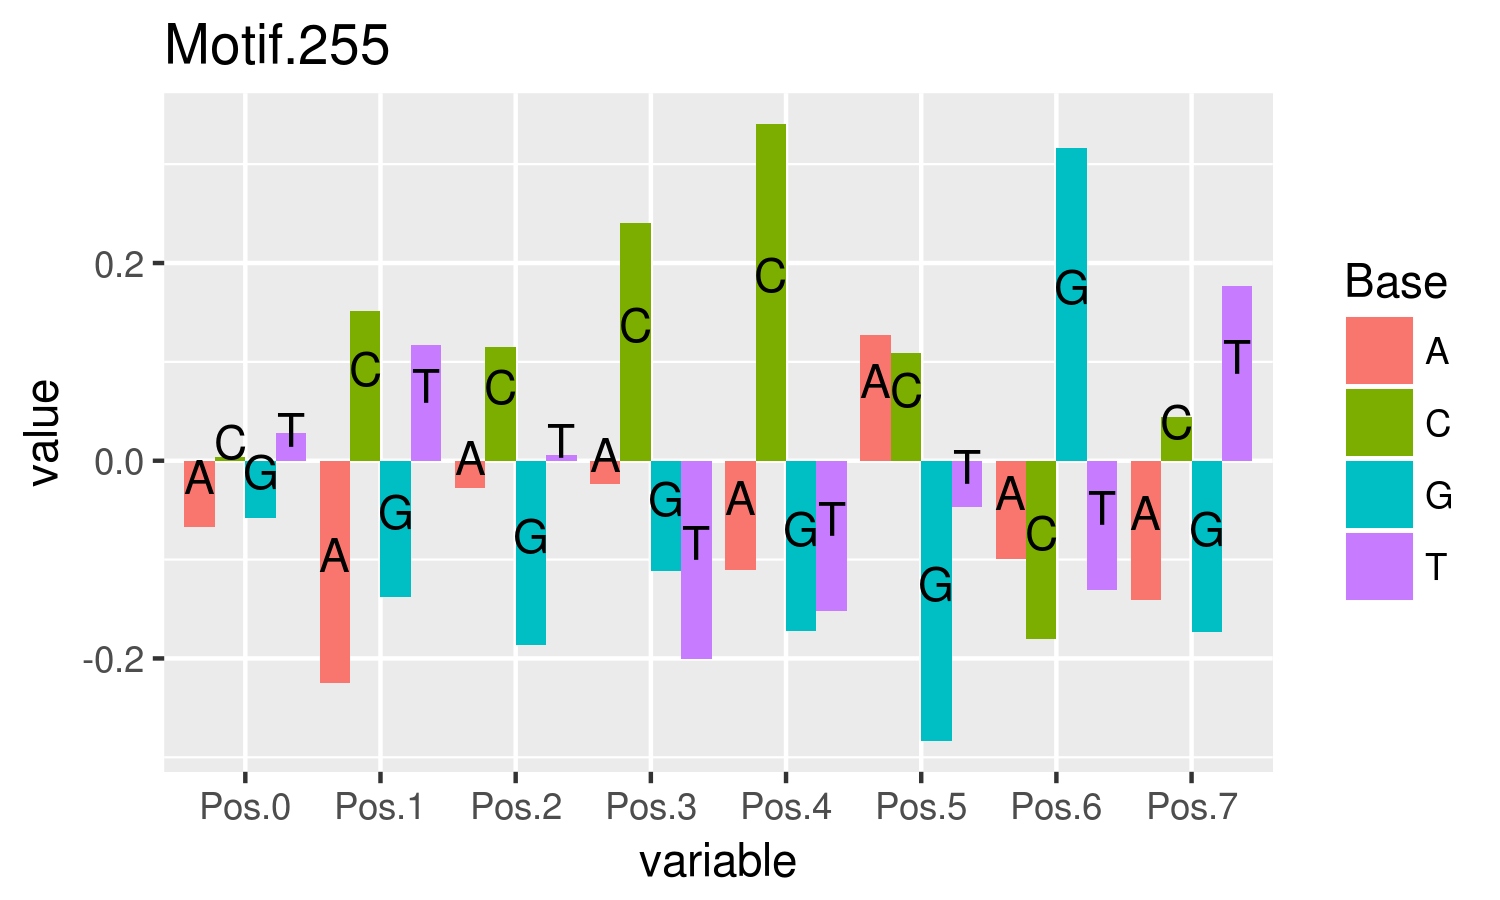 Motif.255
value
0.2
0.0
-0.2
A C G T
A C G T
A C G T
A C G T
A C G T
A C G T
A C G T
A C G T
Pos.0 Pos.1 Pos.2 Pos.3 Pos.4 Pos.5 Pos.6 Pos.7
variable
Base
A
C
G
T